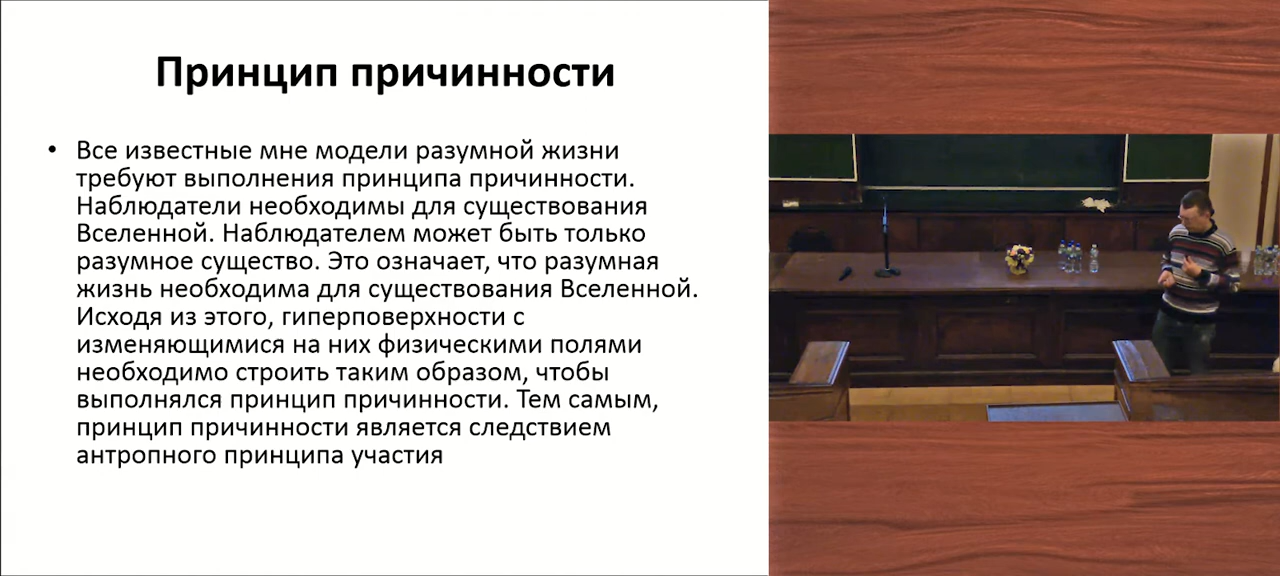 Принцип причинности
• Все известные мне модели разумной жизни
требуют выполнения принципа причинности.
Наблюдатели необходимы для существования
Вселенной. Наблюдателем может быть только
разумное существо. Это означает, что разумная
жизнь необходима для существования Вселенной.
Исходя из этого, гиперповерхности с
изменяющимися на них физическими полями
необходимо строить таким образом, чтобы
выполнялся принцип причинности. Тем самым,
принцип причинности является следствием
антропного принципа участия